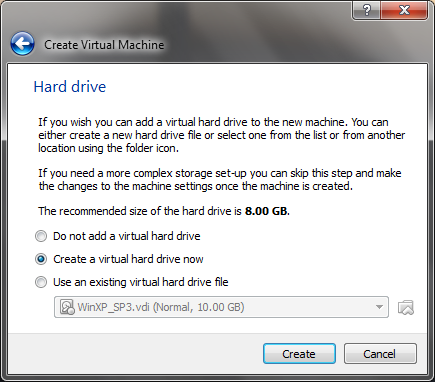 Create Virtual Machine
Hard drive
If you wish you can add a virtual hard drive to the new machine. You can
either create a new hard drive file or select one from the list or from another
location using the folder icon.
If you need a more complex storage set-up you can skip this step and make
the changes to the machine settings once the machine is created.
The recommended size of the hard drive is 8.00 GB.
Do not add a virtual hard drive
Create a virtual hard drive now
Use an existing virtual hard drive file
WinXP_SP3.vdi (Normal, 10.00 GB)
Create Cancel